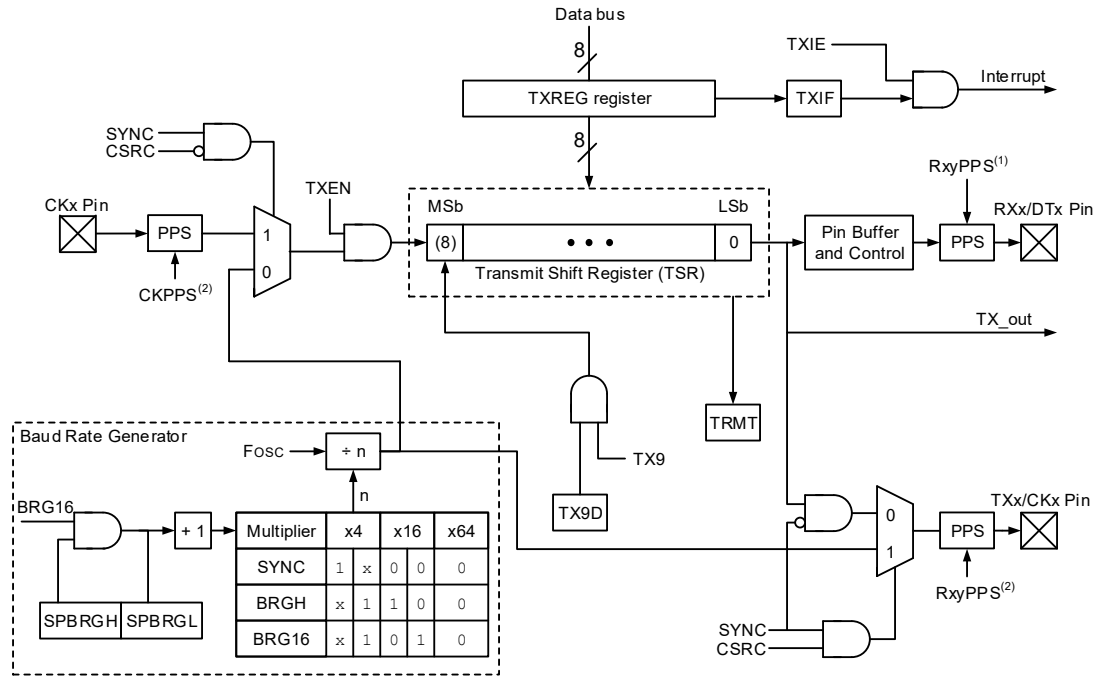 Data bus
8
TXIE
Interrupt
TXREG register
TXIF
SYNC
CSRC
8
RxyPPS(1)
TXEN
CKx Pin
MSb
LSb
RXx/DTx Pin
PPS
1
(8)
• • •
0
Pin Buffer
and Control
PPS
0
Transmit Shift Register (TSR)
CKPPS(2)
TX_out
TRMT
Baud Rate Generator
FOSC
÷ n
TX9
n
TX9D
BRG16
TXx/CKx Pin
+ 1
Multiplier x4 x16 x64
0
PPS
SYNC 1 x 0 0 0
1
BRGH x 1 1 0 0
RxyPPS(2)
SPBRGH SPBRGL
BRG16 x 1 0 1 0
SYNC
CSRC